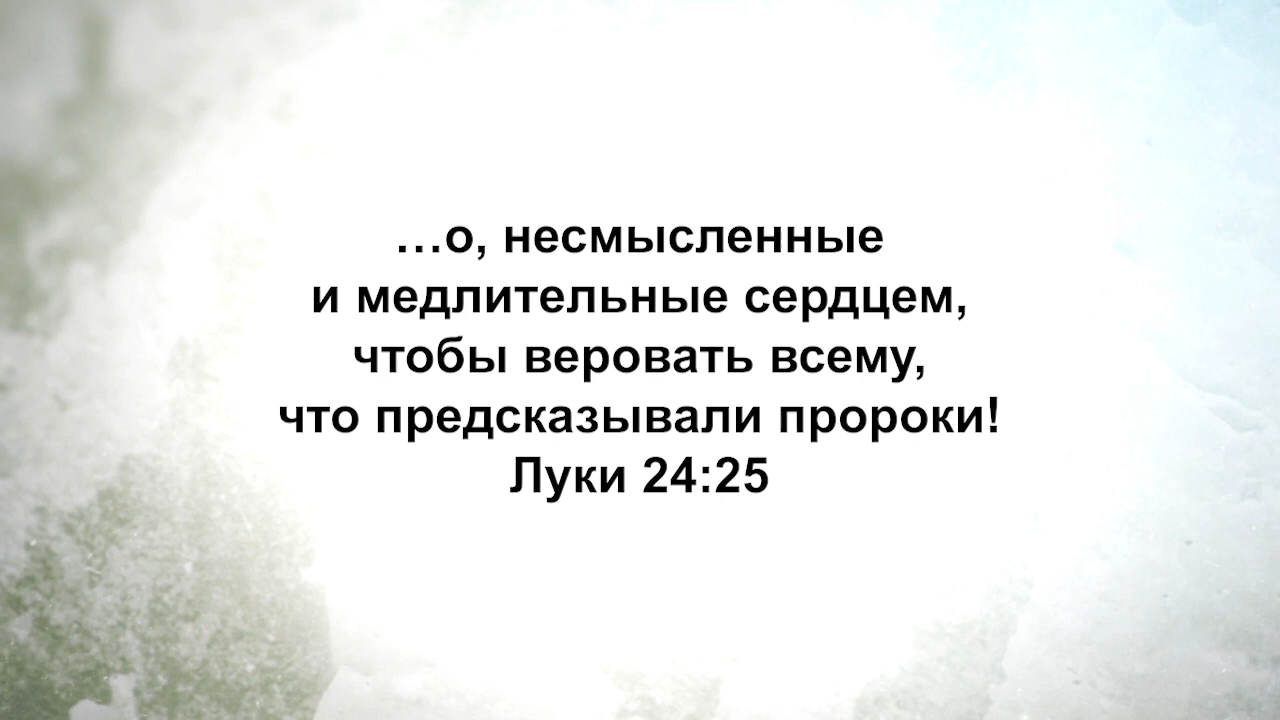 …о, несмысленные
и медлительные сердцем,
чтобы веровать всему,
что предсказывали пророки!
Луки 24:25